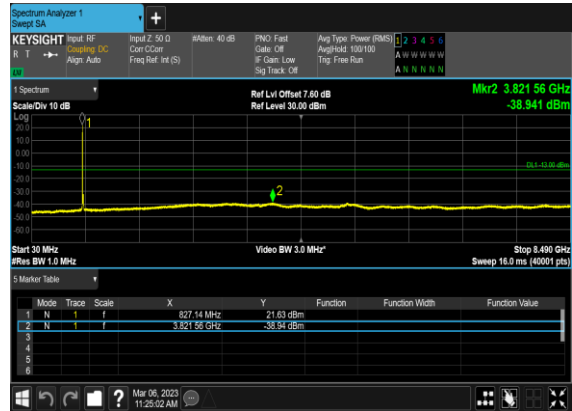 Spectrum Analyzer 1
Swept SA
+
KEYSIGHT Input: RF Input Z: 50 Ω #Atten: 40 dB PNO: Fast Avg Type: Power (RMS) 1 2 3 4 5 6
R T Coupling: DC Corr CCorr Gate: Off Avg|Hold: 100/100 A W W W W W
Align: Auto Freq Ref: Int (S) IF Gain: Low Trig: Free Run
LW Sig Track: Off A N N N N N
1 Spectrum Ref Lvl Offset 7.60 dB Mkr2 3.821 56 GHz
Scale/Div 10 dB Ref Level 30.00 dBm -38.941 dBm
Log
20.0
10.0
0.00
-10.0
-20.0
-30.0
-40.0
-50.0
-60.0
1
DL1 -13.00 dBm
2
Start 30 MHz Video BW 3.0 MHz* Stop 8.490 GHz
#Res BW 1.0 MHz Sweep 16.0 ms (40001 pts)
5 Marker Table
Mode Trace Scale X Y Function Function Width Function Value
1 N 1 f 827.14 MHz 21.63 dBm
2 N 1 f 3.821 56 GHz -38.94 dBm
3
4
5
6
? Mar 06, 2023
11:25:02 AM